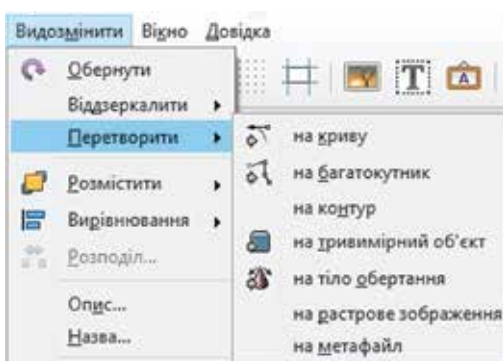 Видозмінити Вікно Довідка
Обернути
Віддзеркалити
Перетворити
Розмістити
Вирівнювання
Розподіл...
Опис...
Назва...
T A
на криву
на багатокутник
на контур
на тривимірний об'єкт
на тіло обертання
на растрове зображення
на метафайл